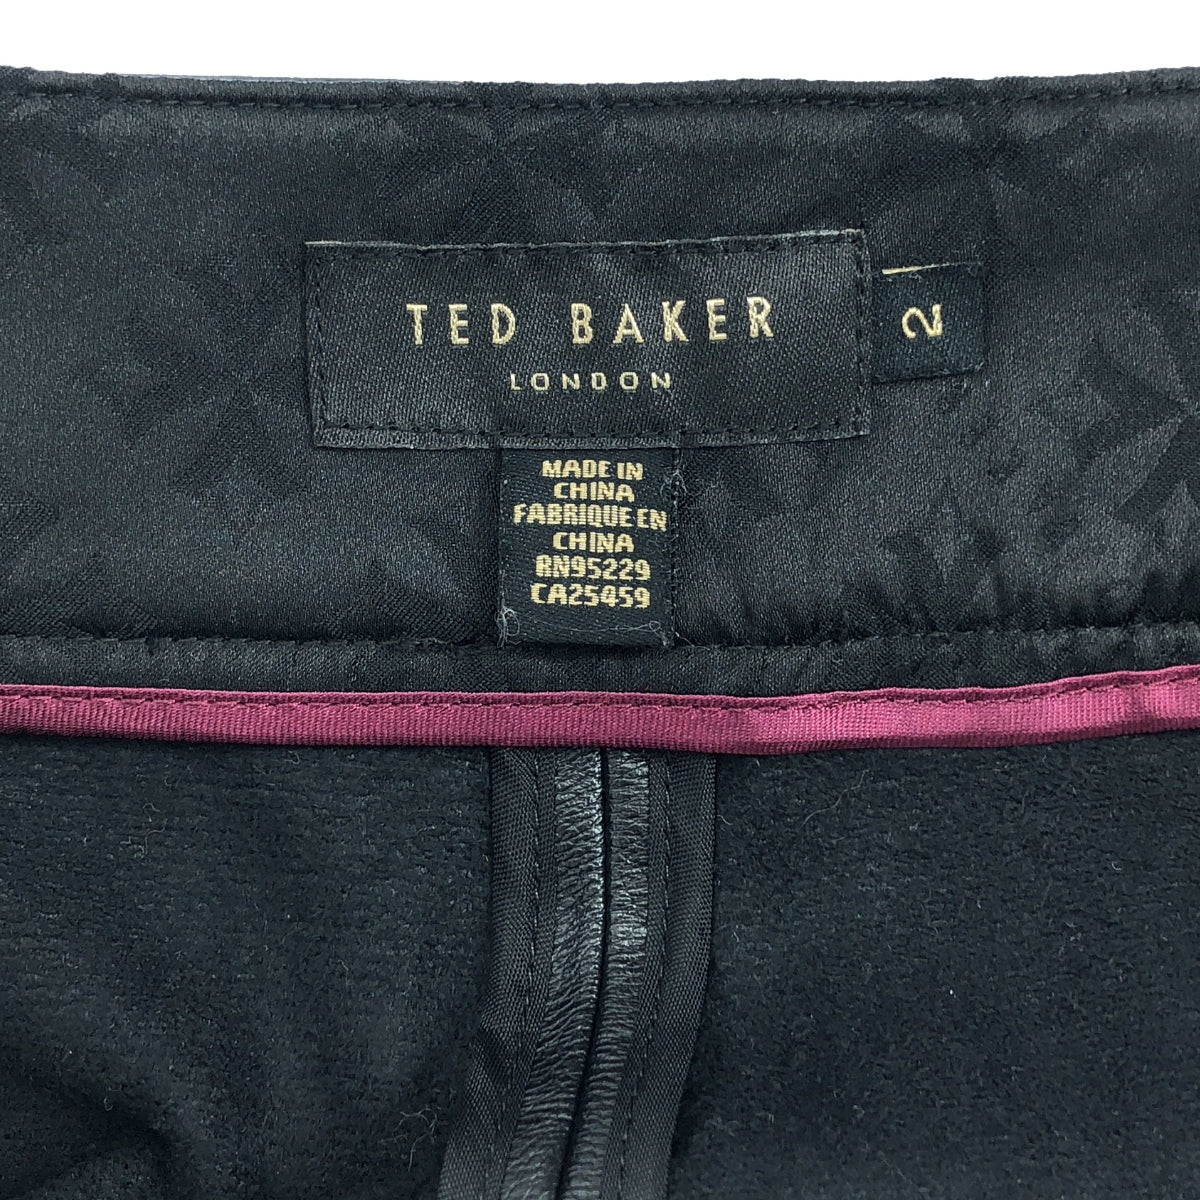 TED BAKER
LONDON
2
MADE IN
CHINA
FABRIQUE EN
CHINA
RN95229
CA25459